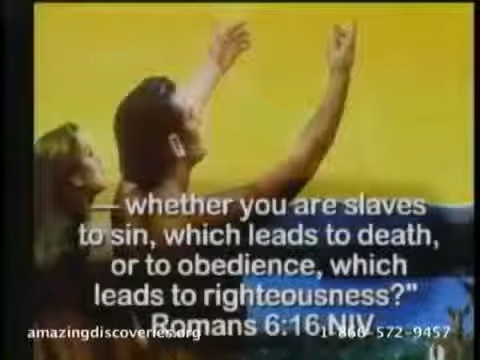 — whether you are slaves
to sin, which leads to death,
or to obedience, which
leads to righteousness?"
Romans 6:16 NIV
amazingdiscoveries.org
1-866-572-9457